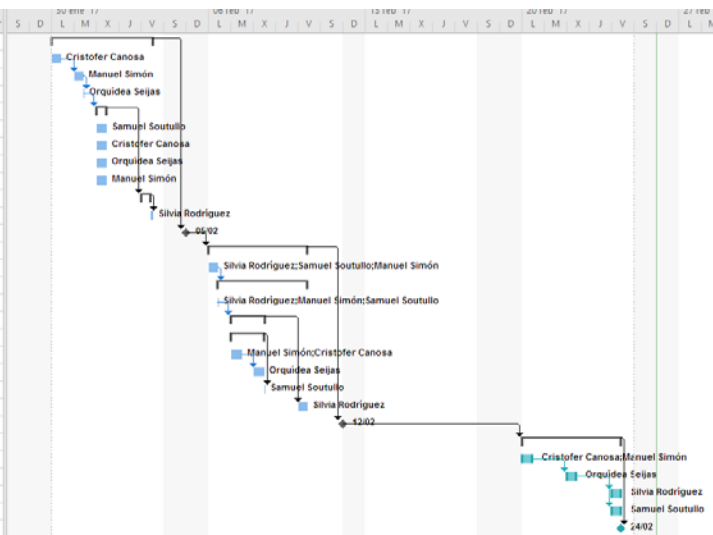 30 ene '17 06 feb '17 13 feb '17 20 feb '17 27 feb
S D L M X J V S D L M X J V S D L M X J V S D L M X J V S D L
Cristofer Canosa
Manuel Simón
Orquidea Seijas
Samuel Soutullo
Cristofer Canosa
Orquidea Seijas
Manuel Simón
Silvia Rodríguez
05/02
Silvia Rodríguez;Samuel Soutullo;Manuel Simón
Silvia Rodríguez;Manuel Simón;Samuel Soutullo
Manuel Simón;Cristofer Canosa
Orquidea Seijas
Samuel Soutullo
Silvia Rodríguez
12/02
Cristofer Canosa;Manuel Simón
Orquidea Seijas
Silvia Rodríguez
Samuel Soutullo
24/02